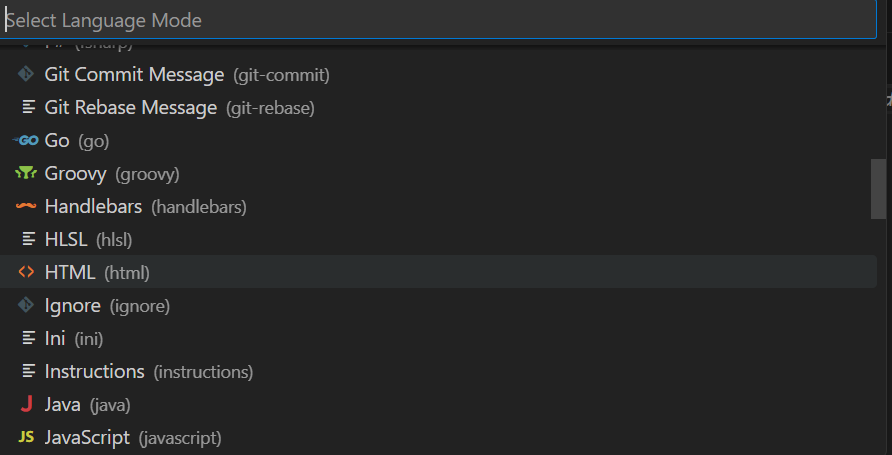 Select Language Mode
Git Commit Message (git-commit)
Git Rebase Message (git-rebase)
GO Go (go)
Groovy (groovy)
Handlebars (handlebars)
HLSL (hlsl)
<> HTML (html)
Ignore (ignore)
Ini (ini)
Instructions (instructions)
J Java (java)
JS JavaScript (javascript)